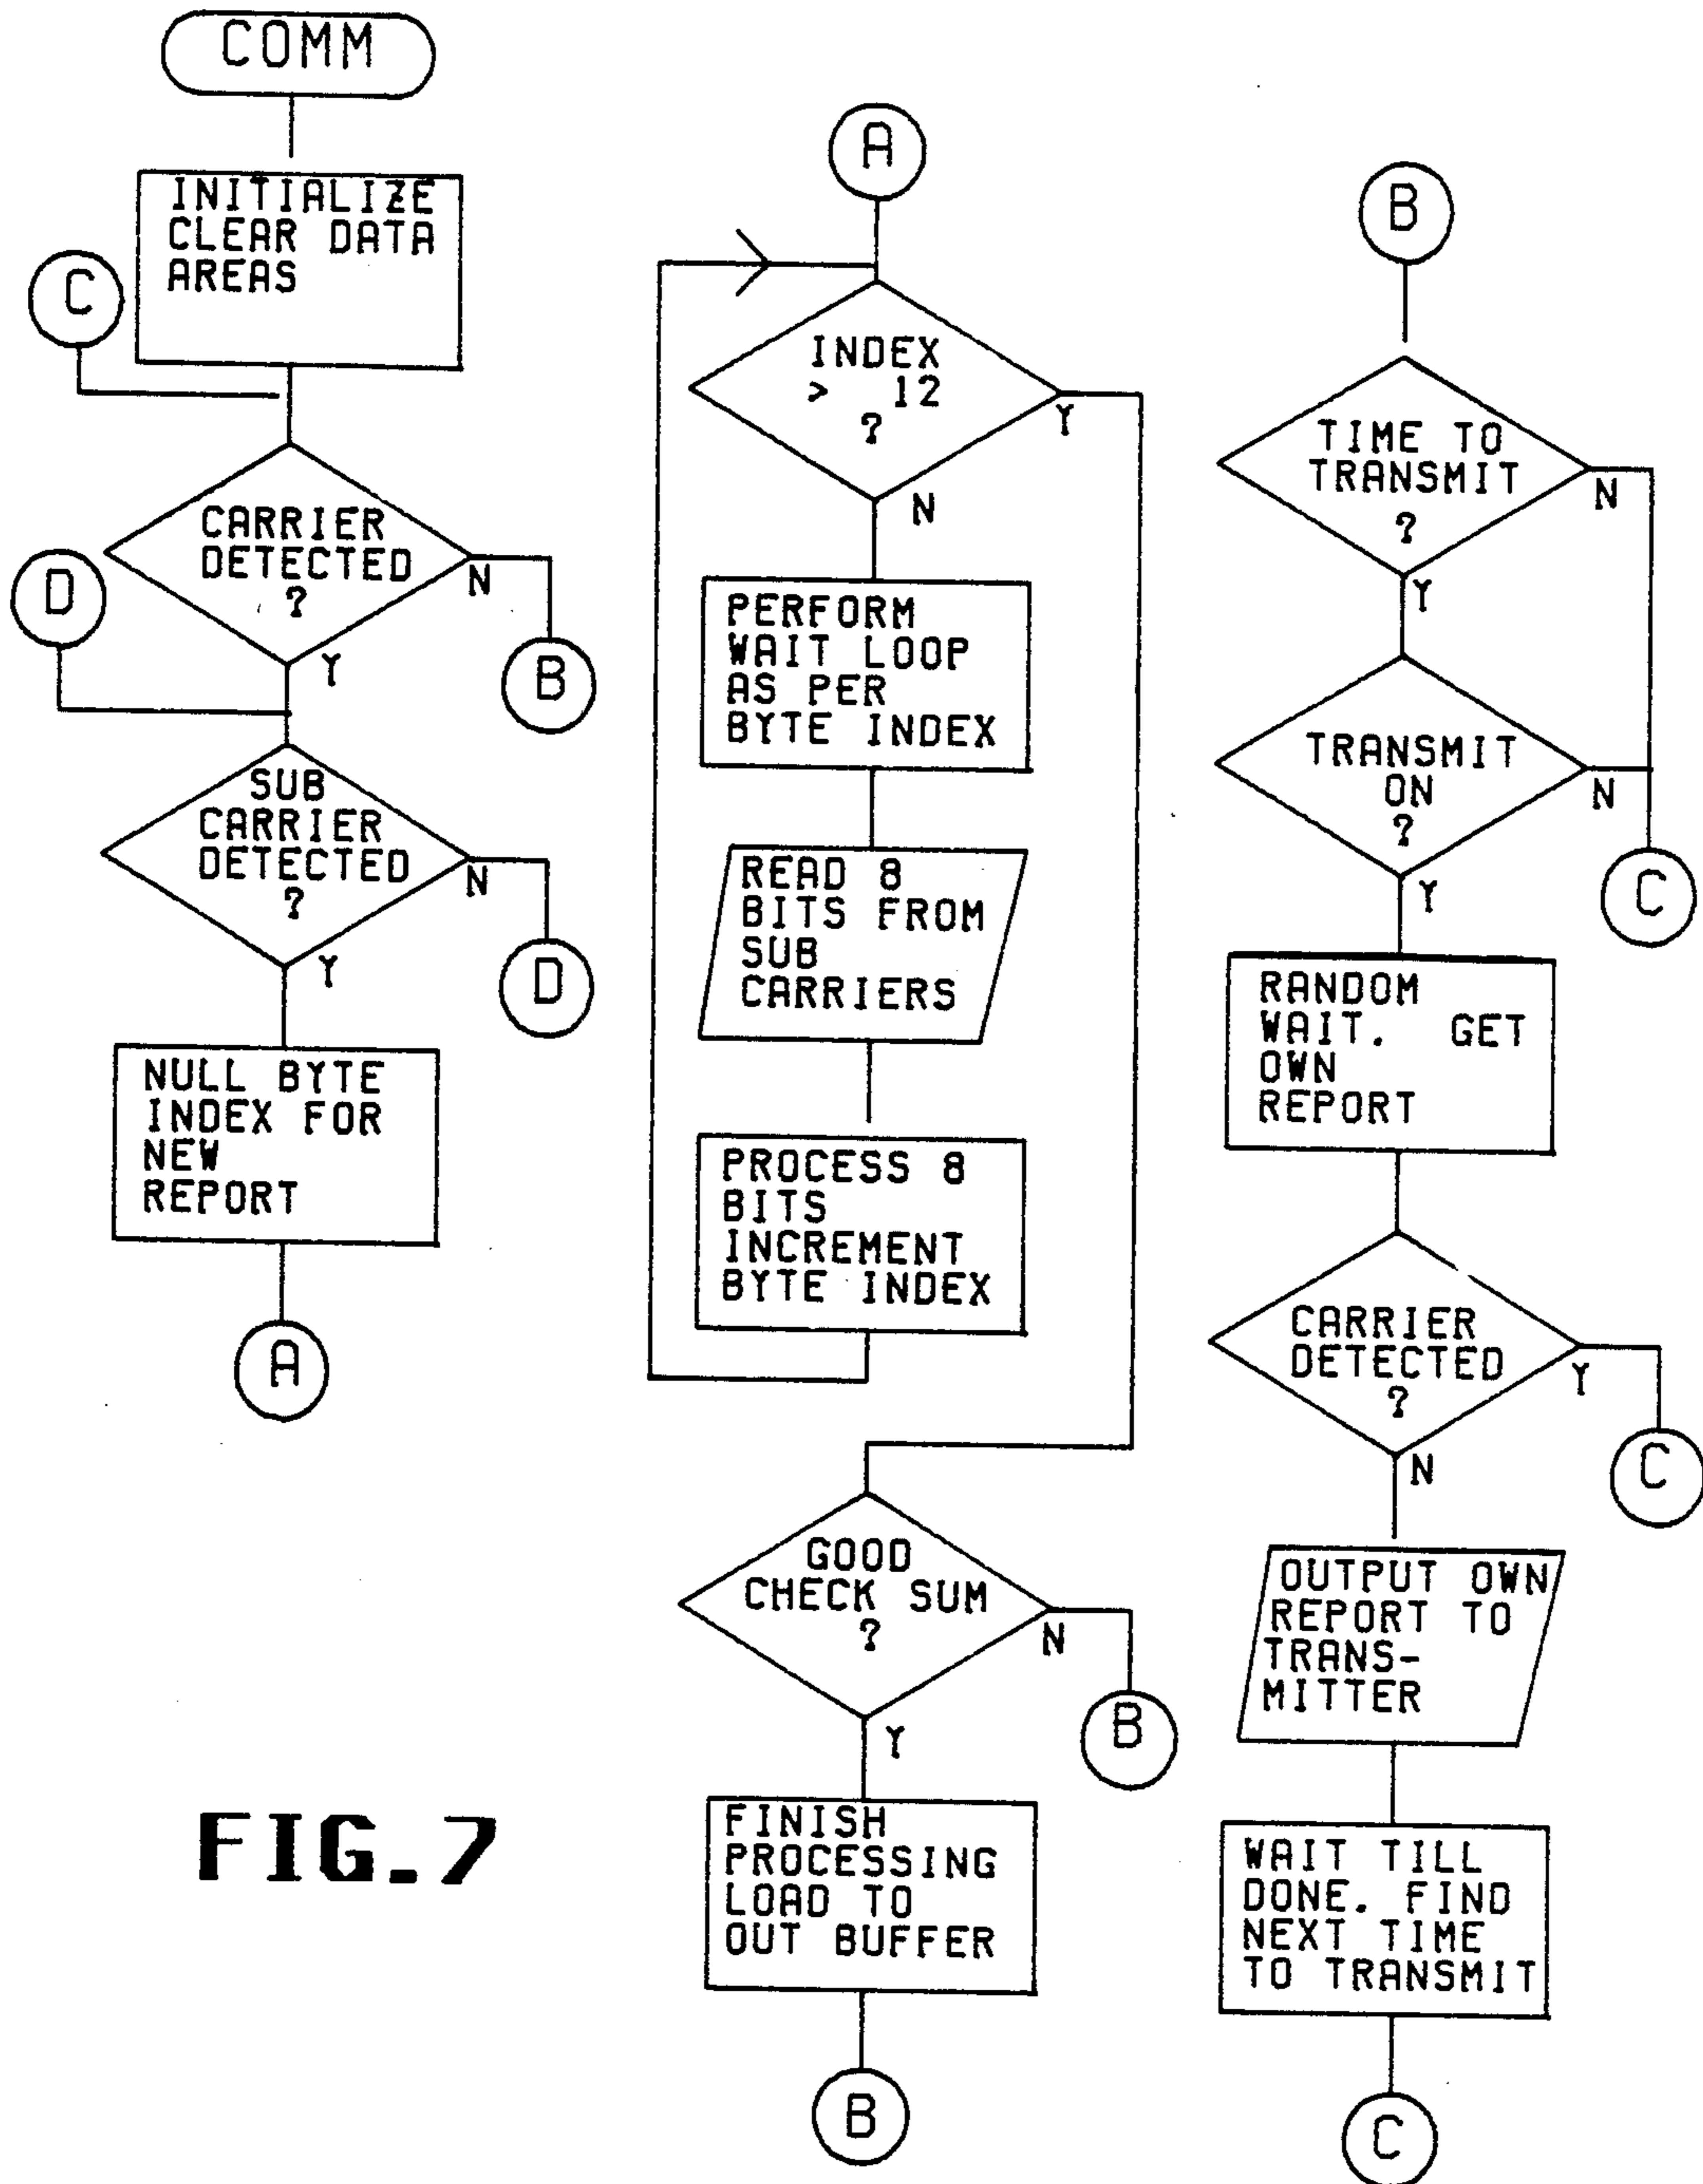 COMM
INITIALIZE
CLEAR DATA
AREAS
C
CARRIER
DETECTED
?
N
B
D
Y
SUB
CARRIER
DETECTED
?
N
D
Y
NULL BYTE
INDEX FOR
NEW
REPORT
A
A
INDEX
> 12
?
Y
N
PERFORM
WAIT LOOP
AS PER
BYTE INDEX
READ 8
BITS FROM
SUB
CARRIERS
PROCESS 8
BITS
INCREMENT
BYTE INDEX
GOOD
CHECK SUM
?
N
B
Y
FINISH
PROCESSING
LOAD TO
OUT BUFFER
B
B
TIME TO
TRANSMIT
?
N
Y
TRANSMIT
ON
?
N
C
Y
RANDOM
WAIT. GET
OWN
REPORT
CARRIER
DETECTED
?
Y
C
N
OUTPUT OWN
REPORT TO
TRANS-
MITTER
WAIT TILL
DONE. FIND
NEXT TIME
TO TRANSMIT
C
FIG.7